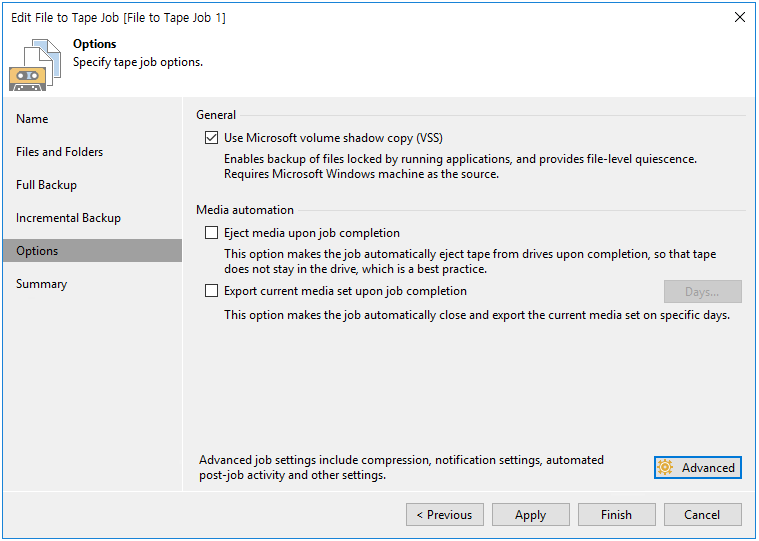 Edit File to Tape Job [File to Tape Job 1]
Options
Specify tape job options.
Name
Files and Folders
Full Backup
Incremental Backup
Options
Summary
General
Use Microsoft volume shadow copy (VSS)
Enables backup of files locked by running applications, and provides file-level quiescence.
Requires Microsoft Windows machine as the source.
Media automation
Eject media upon job completion
This option makes the job automatically eject tape from drives upon completion, so that tape
does not stay in the drive, which is a best practice.
Export current media set upon job completion
Days...
This option makes the job automatically close and export the current media set on specific days.
Advanced job settings include compression, notification settings, automated
post-job activity and other settings.
Advanced
< Previous
Apply
Finish
Cancel